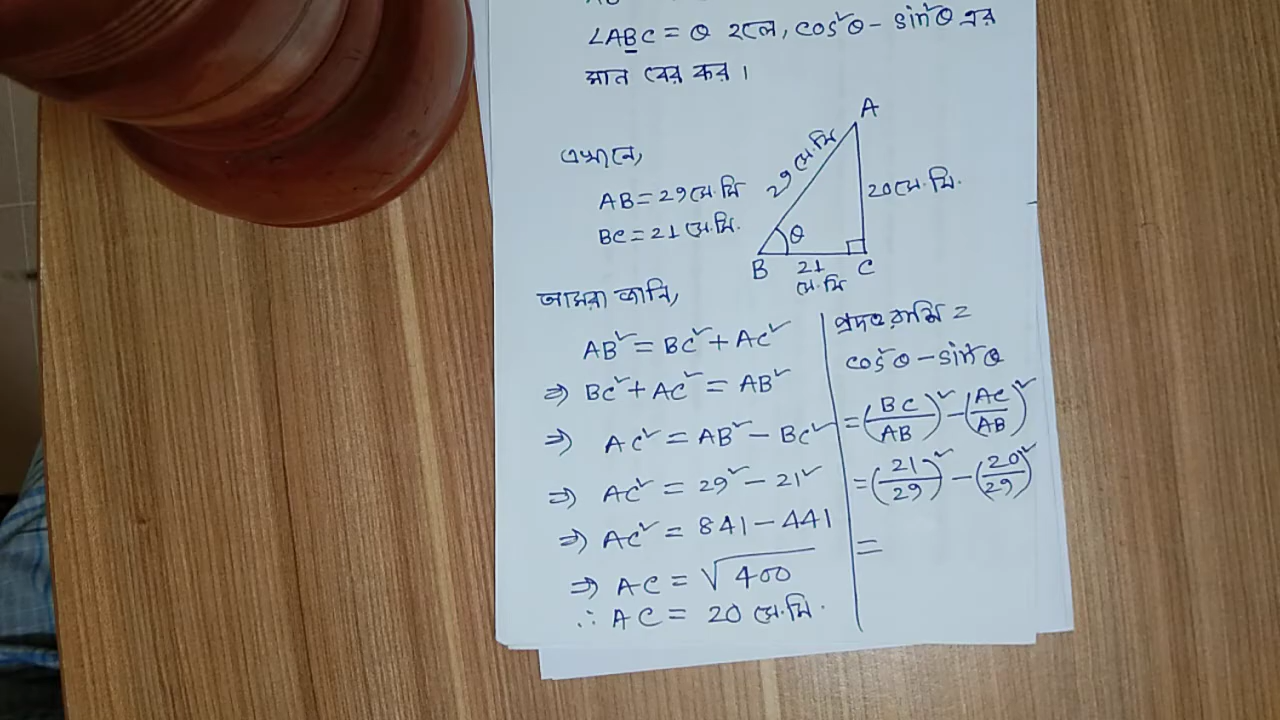 ∠ABC = θ হলে, cos²θ - sin²θ এর
মান বের কর।
এখানে,
AB = 29 সে.মি
BC = 21 সে.মি.
A
29 সে.মি
20 সে.মি.
θ
B
21
সে.মি
C
আমরা জানি,
AB² = BC² + AC²
⇒ BC² + AC² = AB²
⇒ AC² = AB² - BC²
⇒ AC² = 29² - 21²
⇒ AC² = 841 - 441
⇒ AC = √400
∴ AC = 20 সে.মি.
প্রদত্ত রাশি =
cos²θ - sin²θ
= (BC/AB)² - (AC/AB)²
= (21/29)² - (20/29)²
=